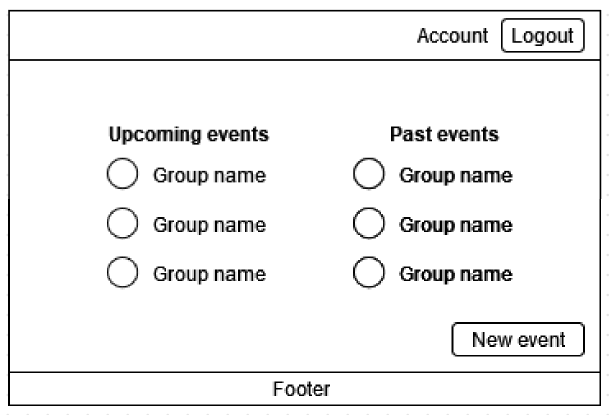 Account Logout
Upcoming events Past events
Group name Group name
Group name Group name
Group name Group name
New event
Footer